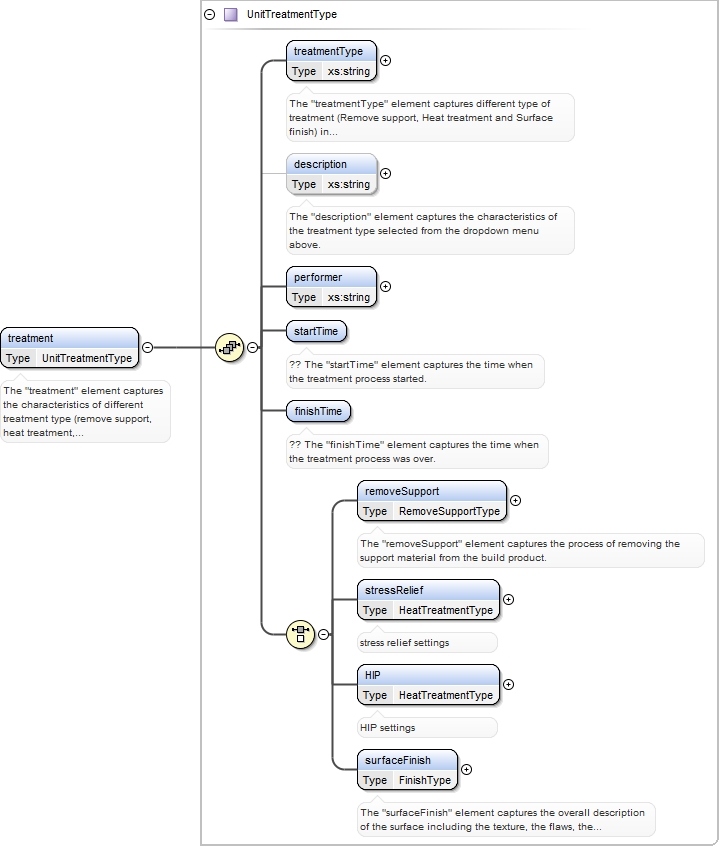 UnitTreatmentType
treatmentType
Type xs:string
The "treatmentType" element captures different type of
treatment (Remove support, Heat treatment and Surface
finish) in...
description
Type xs:string
The "description" element captures the characteristics of
the treatment type selected from the dropdown menu
above.
performer
Type xs:string
startTime
?? The "startTime" element captures the time when
the treatment process started.
treatment
Type UnitTreatmentType
The "treatment" element captures
the characteristics of different
treatment type (remove support,
heat treatment,...
finishTime
?? The "finishTime" element captures the time when
the treatment process was over.
removeSupport
Type RemoveSupportType
The "removeSupport" element captures the process of removing the
support material from the build product.
stressRelief
Type HeatTreatmentType
stress relief settings
HIP
Type HeatTreatmentType
HIP settings
surfaceFinish
Type FinishType
The "surfaceFinish" element captures the overall description
of the surface including the texture, the flaws, the...